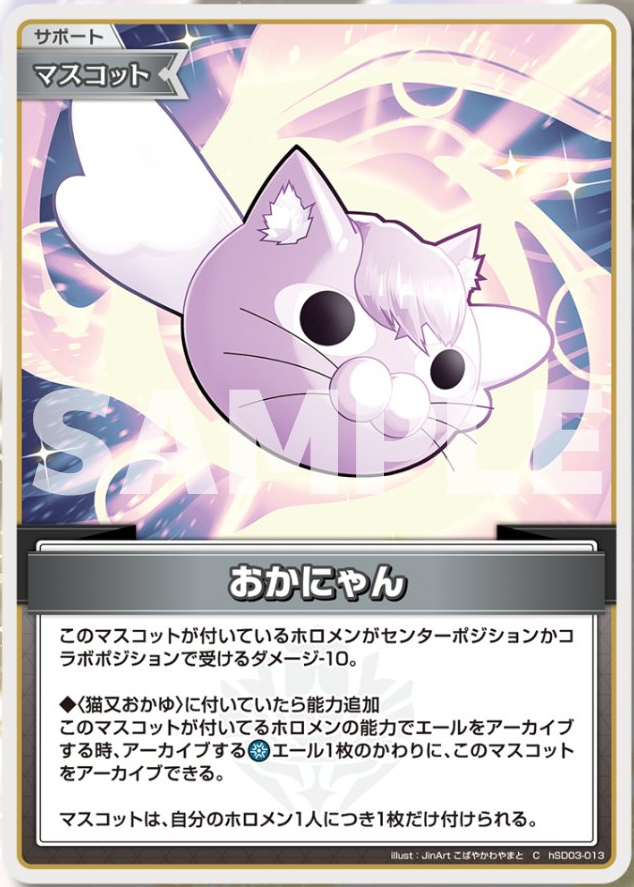 サポート
マスコット
SAMPLE
おかにゃん
このマスコットが付いているホロメンがセンターポジションかコ
ラボポジションで受けるダメージ-10。
◆〈猫又おかゆ〉に付いていたら能力追加
このマスコットが付いてるホロメンの能力でエールをアーカイブ
する時、アーカイブするエール1枚のかわりに、このマスコット
をアーカイブできる。
マスコットは、自分のホロメン1人につき1枚だけ付けられる。
illust：JinArt こばやかわやまと C hSD03-013